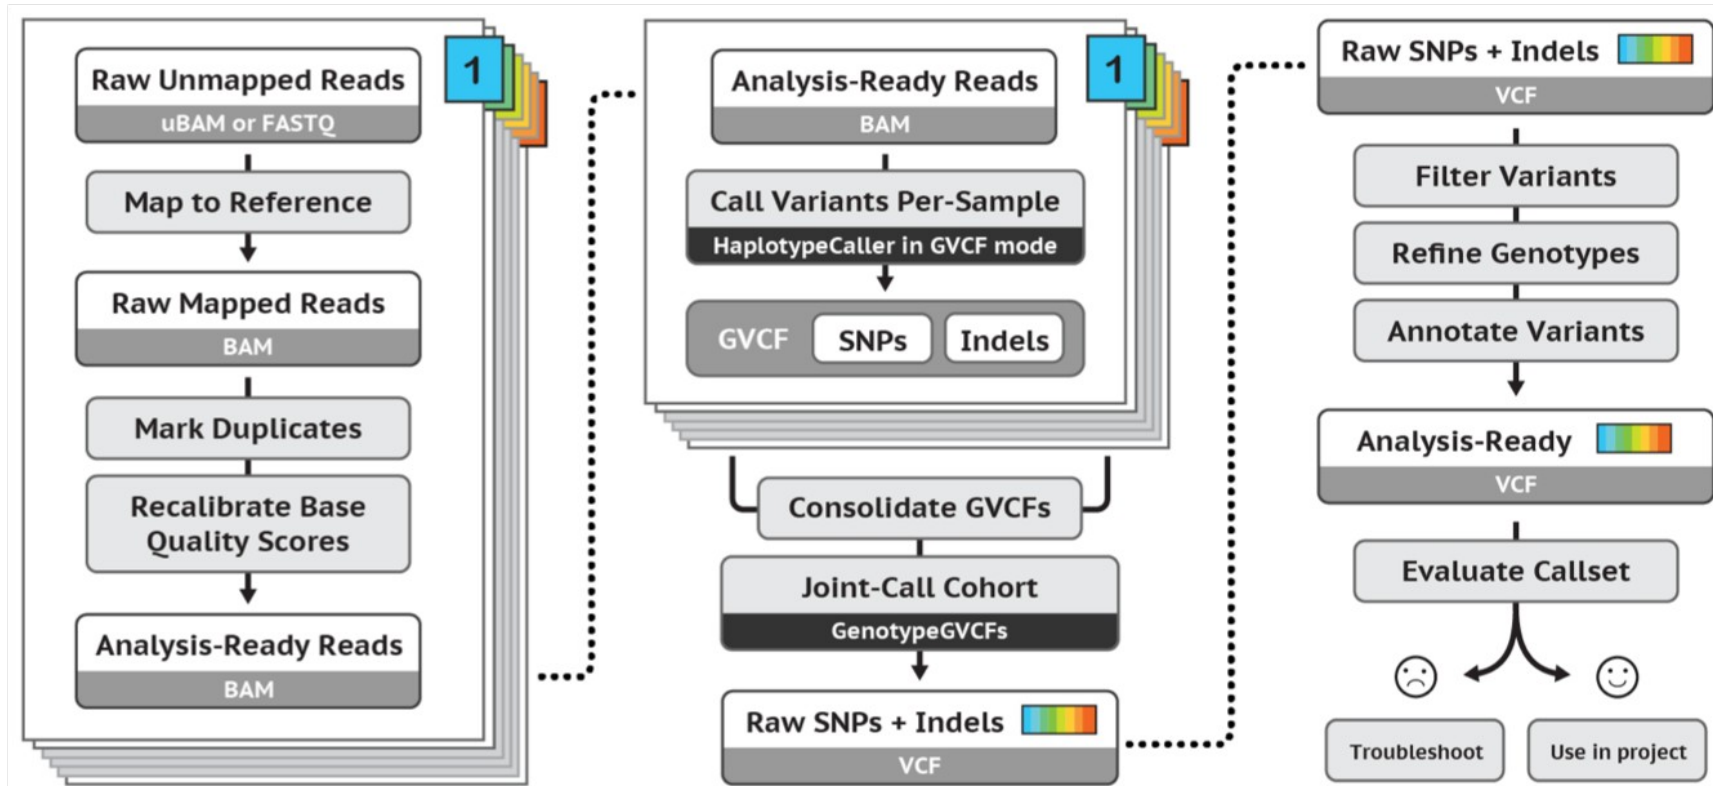 1
Raw Unmapped Reads
uBAM or FASTQ
Map to Reference
Raw Mapped Reads
BAM
Mark Duplicates
Recalibrate Base
Quality Scores
Analysis-Ready Reads
BAM
1
Analysis-Ready Reads
BAM
Call Variants Per-Sample
HaplotypeCaller in GVCF mode
GVCF SNPs Indels
Consolidate GVCFs
Joint-Call Cohort
GenotypeGVCFs
Raw SNPs + Indels
VCF
Raw SNPs + Indels
VCF
Filter Variants
Refine Genotypes
Annotate Variants
Analysis-Ready
VCF
Evaluate Callset
Troubleshoot
Use in project